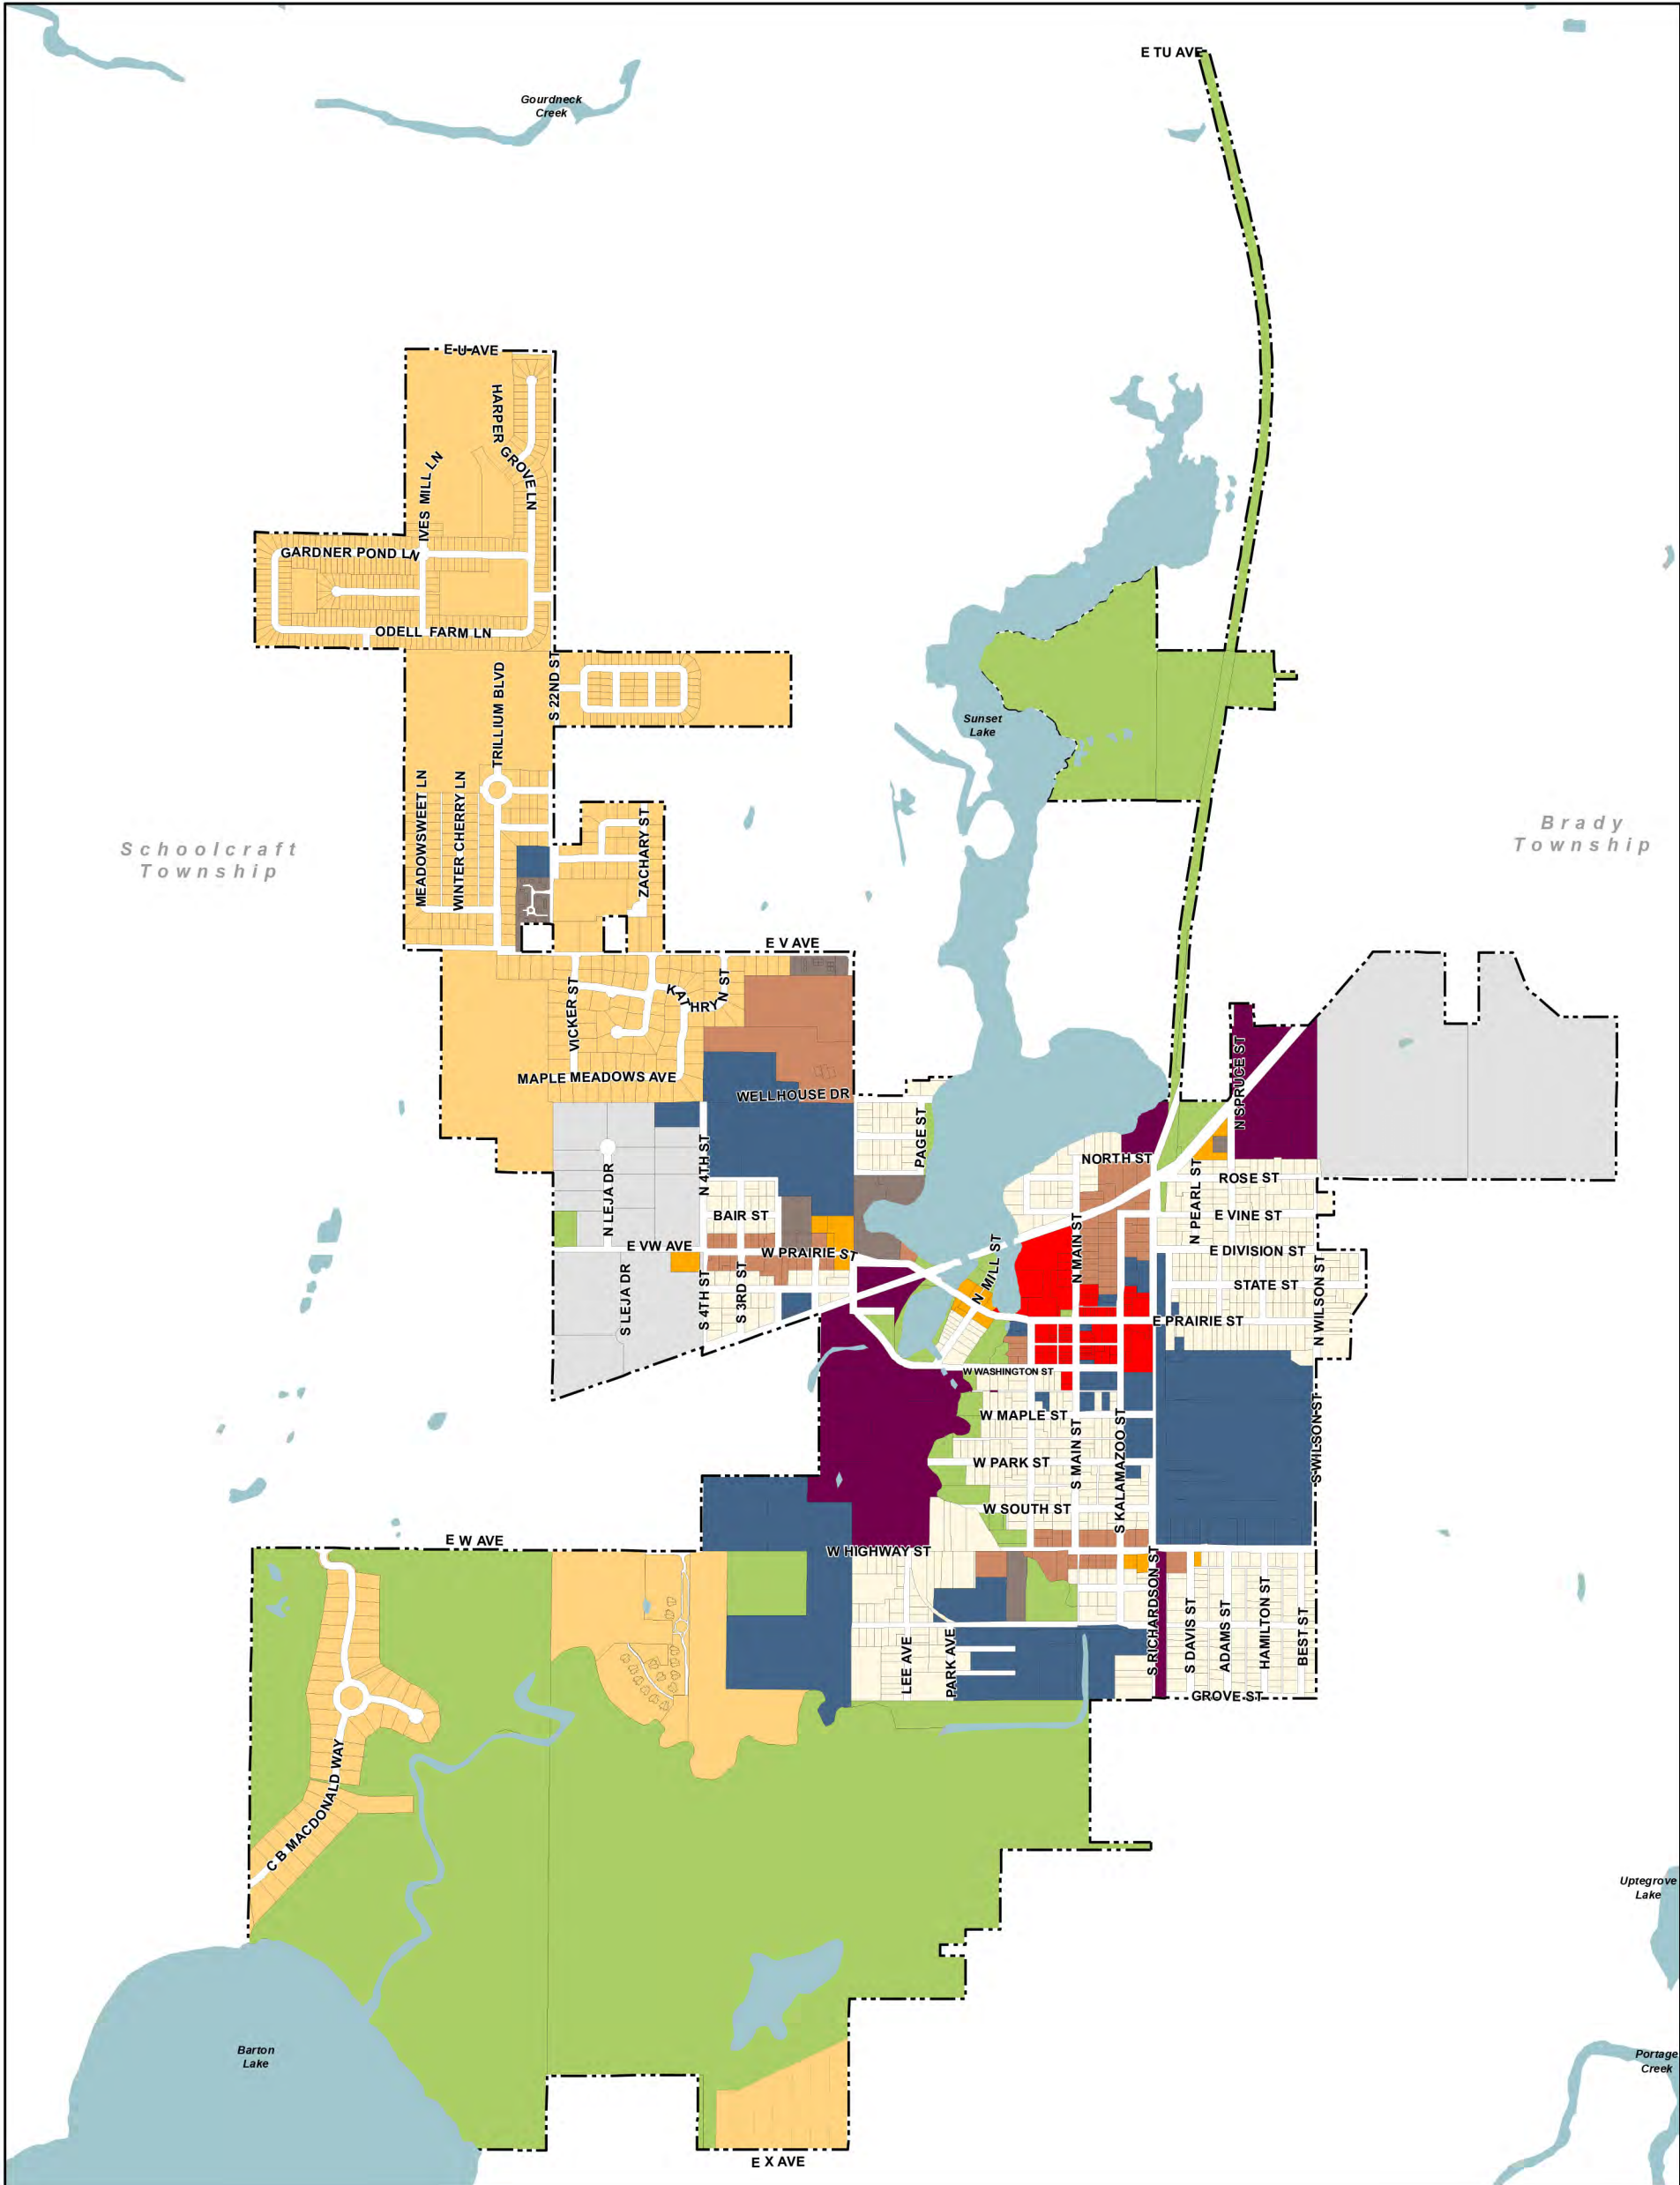 E TU AVE
Gourdneck
Creek
E U AVE
HARPER
GROVE LN
IVES MILL LN
GARDNER POND LN
ODELL FARM LN
S 22ND ST
TRILLIUM BLVD
Sunset
Lake
MEADOWSWEET LN
WINTER CHERRY LN
ZACHARY ST
Schoolcraft
Township
Brady
Township
E V AVE
VICKER ST
KATHRYN ST
N SPRUCE ST
MAPLE MEADOWS AVE
WELLHOUSE DR
PAGE ST
N 4TH ST
NORTH ST
ROSE ST
N LEJA DR
BAIR ST
N PEARL ST
E VINE ST
E VW AVE
W PRAIRIE ST
N MILL ST
N MAIN ST
E DIVISION ST
STATE ST
S LEJA DR
S 4TH ST
S 3RD ST
N WILSON ST
E PRAIRIE ST
W WASHINGTON ST
W MAPLE ST
S MAIN ST
S KALAMAZOO ST
S WILSON ST
W PARK ST
W SOUTH ST
E W AVE
W HIGHWAY ST
S RICHARDSON ST
S DAVIS ST
ADAMS ST
HAMILTON ST
BEST ST
LEE AVE
PARK AVE
GROVE ST
C B MACDONALD WAY
Uptegrove
Lake
Barton
Lake
Portage
Creek
E X AVE